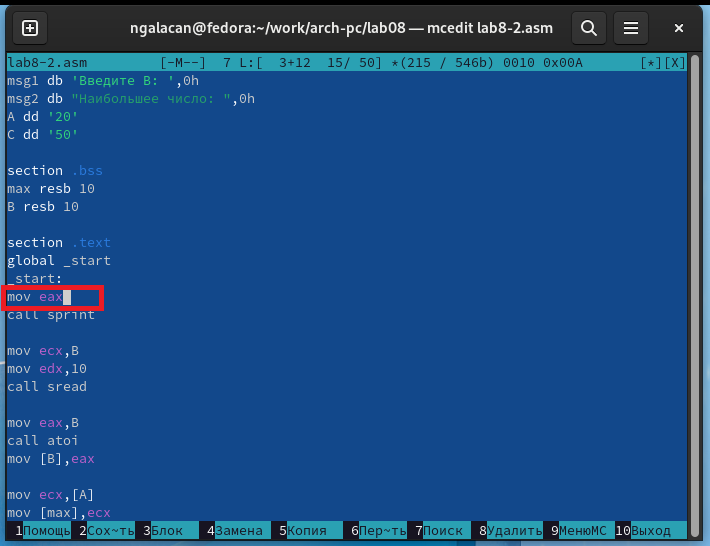 ngalacan@fedora:~/work/arch-pc/lab08 — mcedit lab8-2.asm
lab8-2.asm [-M--] 7 L:[ 3+12 15/ 50] *(215 / 546b) 0010 0x00A [*][X]
msg1 db 'Введите В: ',0h
msg2 db "Наибольшее число: ",0h
A dd '20'
C dd '50'
section .bss
max resb 10
B resb 10
section .text
global _start
_start:
mov eax
call sprint
mov ecx,B
mov edx,10
call sread
mov eax,B
call atoi
mov [B],eax
mov ecx,[A]
mov [max],ecx
1Помощь 2Сох~ть 3Блок 4Замена 5Копия 6Пер~ть 7Поиск 8Удалить 9МенюМС 10Выход